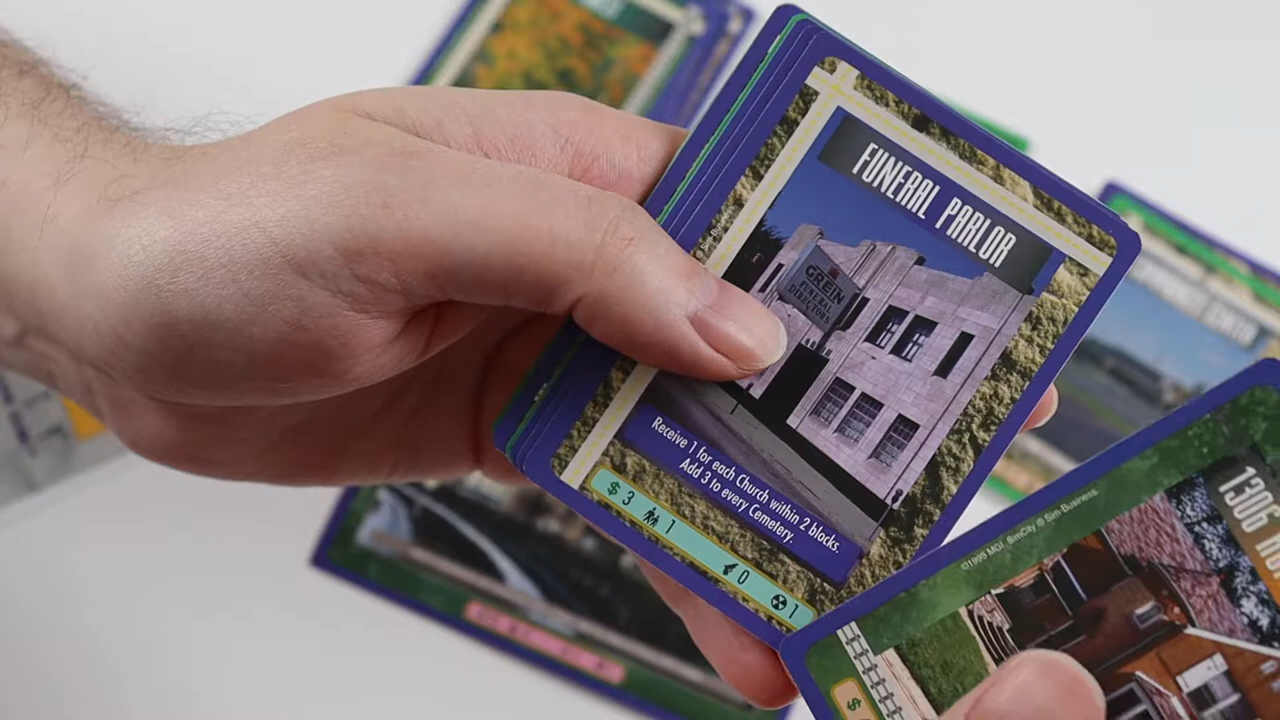 FUNERAL PARLOR
GREIN
FUNERAL
DIRECTORS
Receive 1 for each Church within 2 blocks.
Add 3 to every Cemetery.
$ 3 1 0 1
©1995 MGI, SimCity ® Sim-Business.
1306
$